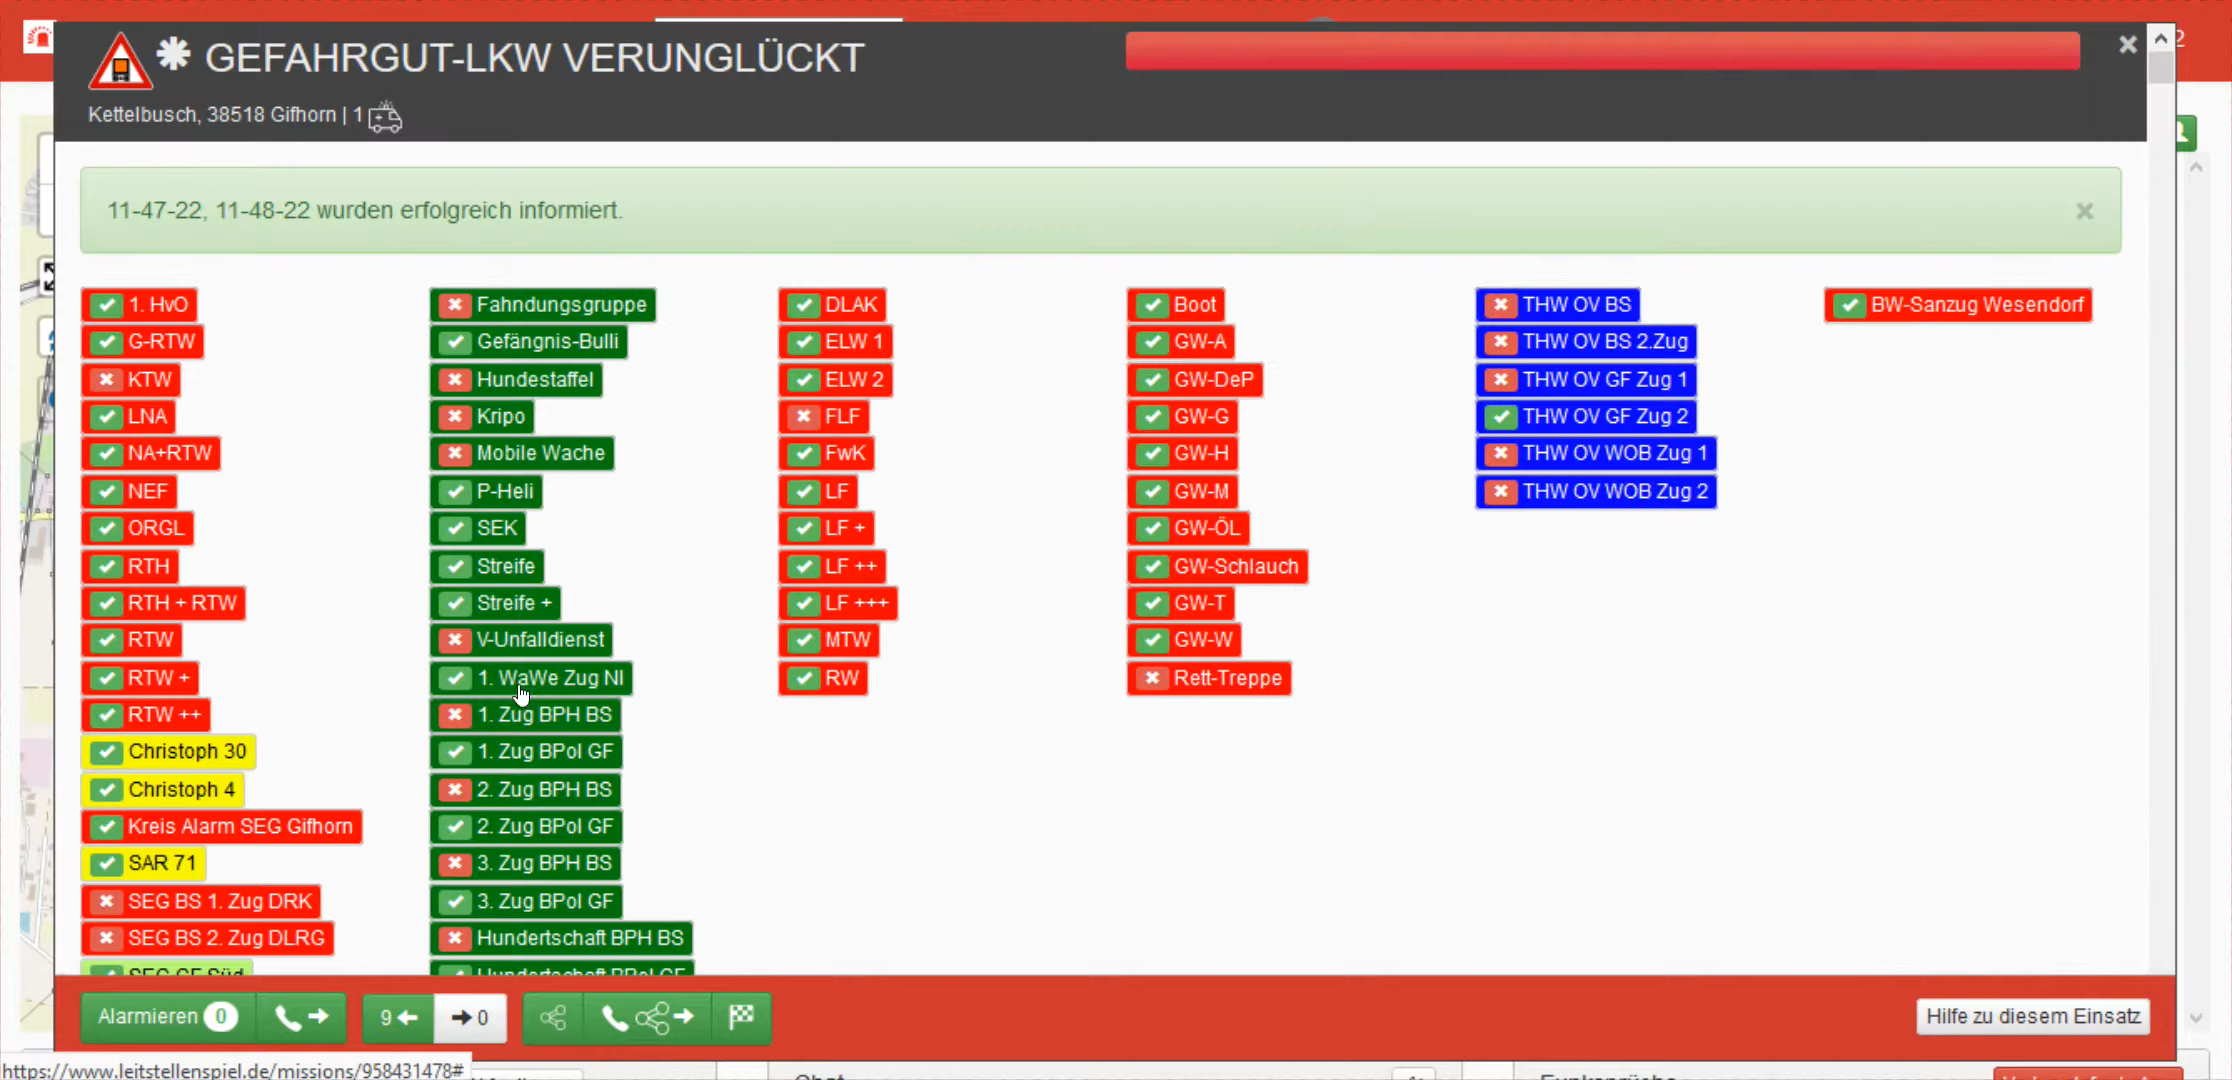 GEFAHRGUT-LKW VERUNGLÜCKT
Kettelbusch, 38518 Gifhorn | 1
11-47-22, 11-48-22 wurden erfolgreich informiert.
1. HvO
G-RTW
KTW
LNA
NA+RTW
NEF
ORGL
RTH
RTH + RTW
RTW
RTW +
RTW ++
Christoph 30
Christoph 4
Kreis Alarm SEG Gifhorn
SAR 71
SEG BS 1. Zug DRK
SEG BS 2. Zug DLRG
SEG GF Süd
Fahndungsgruppe
Gefängnis-Bulli
Hundestaffel
Kripo
Mobile Wache
P-Heli
SEK
Streife
Streife +
V-Unfalldienst
1. WaWe Zug NI
1. Zug BPH BS
1. Zug BPol GF
2. Zug BPH BS
2. Zug BPol GF
3. Zug BPH BS
3. Zug BPol GF
Hundertschaft BPH BS
Hundertschaft BPol GF
DLAK
ELW 1
ELW 2
FLF
FwK
LF
LF +
LF ++
LF +++
MTW
RW
Boot
GW-A
GW-DeP
GW-G
GW-H
GW-M
GW-ÖL
GW-Schlauch
GW-T
GW-W
Rett-Treppe
THW OV BS
THW OV BS 2.Zug
THW OV GF Zug 1
THW OV GF Zug 2
THW OV WOB Zug 1
THW OV WOB Zug 2
BW-Sanzug Wesendorf
Alarmieren 0
9
0
Hilfe zu diesem Einsatz
https://www.leitstellenspiel.de/missions/958431478#